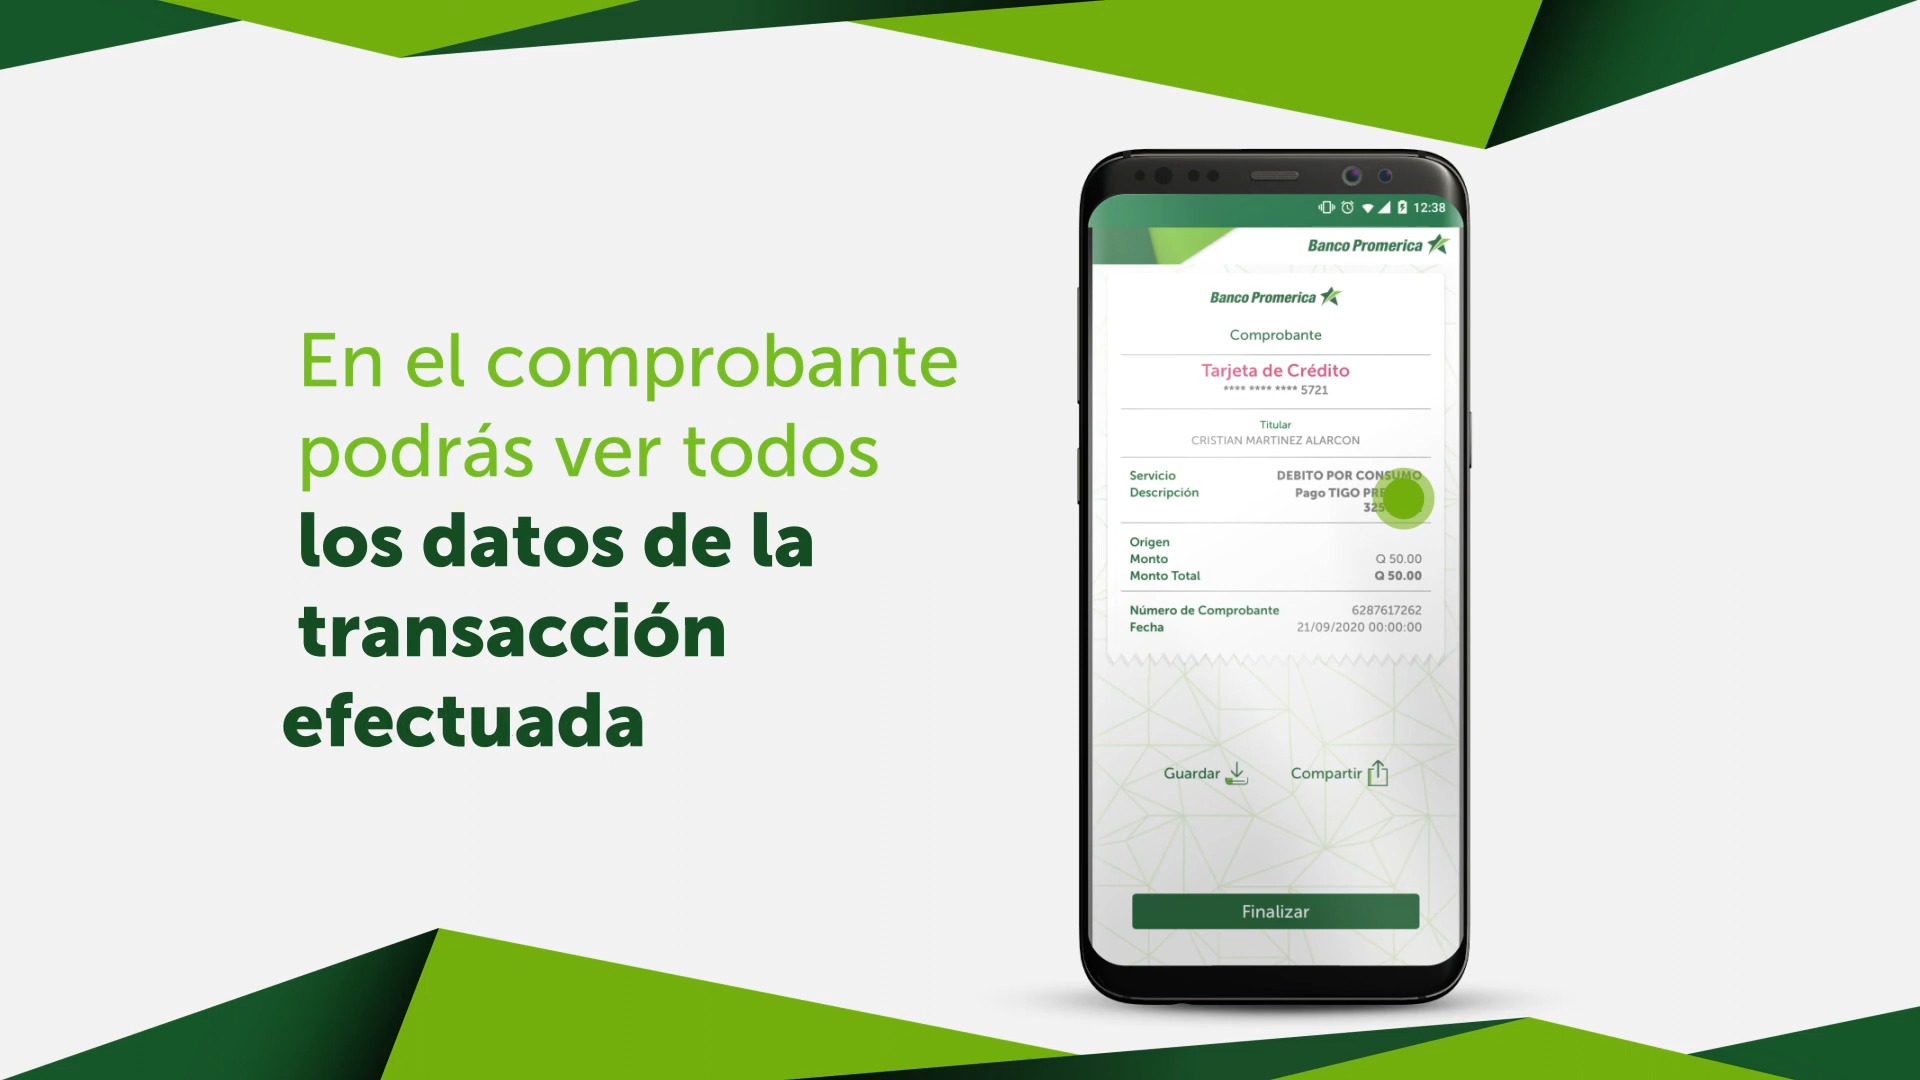 En el comprobante
podrás ver todos
los datos de la
transacción
efectuada
12:38
Banco Promerica
Banco Promerica
Comprobante
Tarjeta de Crédito
**** **** **** 5721
Titular
CRISTIAN MARTINEZ ALARCON
Servicio DEBITO POR CONSUMO
Descripción Pago TIGO
Origen
Monto Q 50.00
Monto Total Q 50.00
Número de Comprobante 6287617262
Fecha 21/09/2020 00:00:00
Guardar Compartir
Finalizar